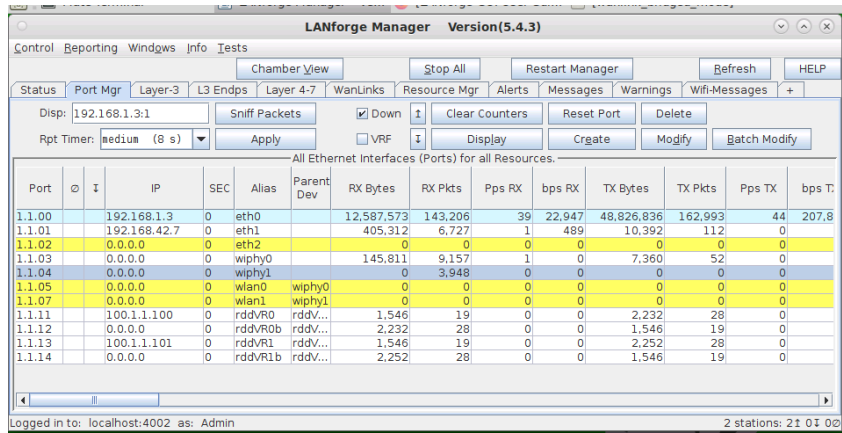 LANforge Manager Version(5.4.3)
Control Reporting Windows Info Tests
Chamber View Stop All Restart Manager Refresh HELP
Status Port Mgr Layer-3 L3 Endps Layer 4-7 WanLinks Resource Mgr Alerts Messages Warnings Wifi-Messages +
Disp: 192.168.1.3:1 Sniff Packets Down ↥ Clear Counters Reset Port Delete
Rpt Timer: medium (8 s) Apply VRF ↧ Display Create Modify Batch Modify
All Ethernet Interfaces (Ports) for all Resources.
Port ∅ ↧ IP SEC Alias Parent Dev RX Bytes RX Pkts Pps RX bps RX TX Bytes TX Pkts Pps TX bps T
1.1.00 192.168.1.3 0 eth0 12,587,573 143,206 39 22,947 48,826,836 162,993 44 207,8
1.1.01 192.168.42.7 0 eth1 405,312 6,727 1 489 10,392 112 0
1.1.02 0.0.0.0 0 eth2 0 0 0 0 0 0 0
1.1.03 0.0.0.0 0 wiphy0 145,811 9,157 1 0 7,360 52 0
1.1.04 0.0.0.0 0 wiphy1 0 3,948 0 0 0 0 0
1.1.05 0.0.0.0 0 wlan0 wiphy0 0 0 0 0 0 0 0
1.1.07 0.0.0.0 0 wlan1 wiphy1 0 0 0 0 0 0 0
1.1.11 100.1.1.100 0 rddVR0 rddV... 1,546 19 0 0 2,232 28 0
1.1.12 0.0.0.0 0 rddVR0b rddV... 2,232 28 0 0 1,546 19 0
1.1.13 100.1.1.101 0 rddVR1 rddV... 1,546 19 0 0 2,252 28 0
1.1.14 0.0.0.0 0 rddVR1b rddV... 2,252 28 0 0 1,546 19 0
Logged in to: localhost:4002 as: Admin 2 stations: 2↥ 0↧ 0∅